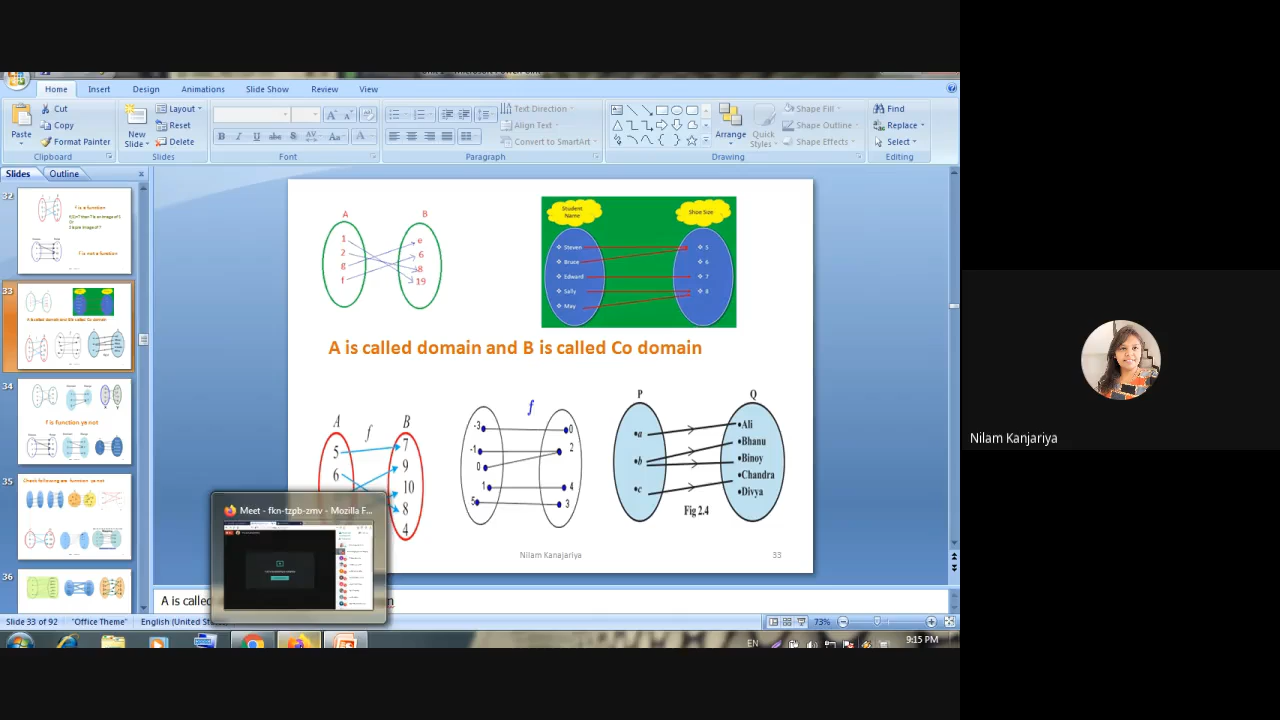 Home Insert Design Animations Slide Show Review View
Paste
Cut
Copy
Format Painter
Clipboard
New
Slide
Layout
Reset
Delete
Slides
B I U abc S AV Aa A
Font
Paragraph
Text Direction
Align Text
Convert to SmartArt
Arrange
Quick
Styles
Shape Fill
Shape Outline
Shape Effects
Drawing
Find
Replace
Select
Editing
Slides Outline
32
33
34
35
36
A B
1
2
g
f
e
6
8
19
Student
Name
Shoe Size
Steven
Bruce
Edward
Sally
May
5
6
7
8
A is called domain and B is called Co domain
A f B
5
6
7
9
10
8
4
f
-3
-1
0
1
5
0
2
4
3
P Q
a
b
c
Ali
Bhanu
Binoy
Chandra
Divya
Fig 2.4
Nilam Kanajariya 33
Meet - fkn-tzpb-zmv - Mozilla F...
A is called
Slide 33 of 92 "Office Theme" English (United 73%
EN 9:15 PM
Nilam Kanjariya